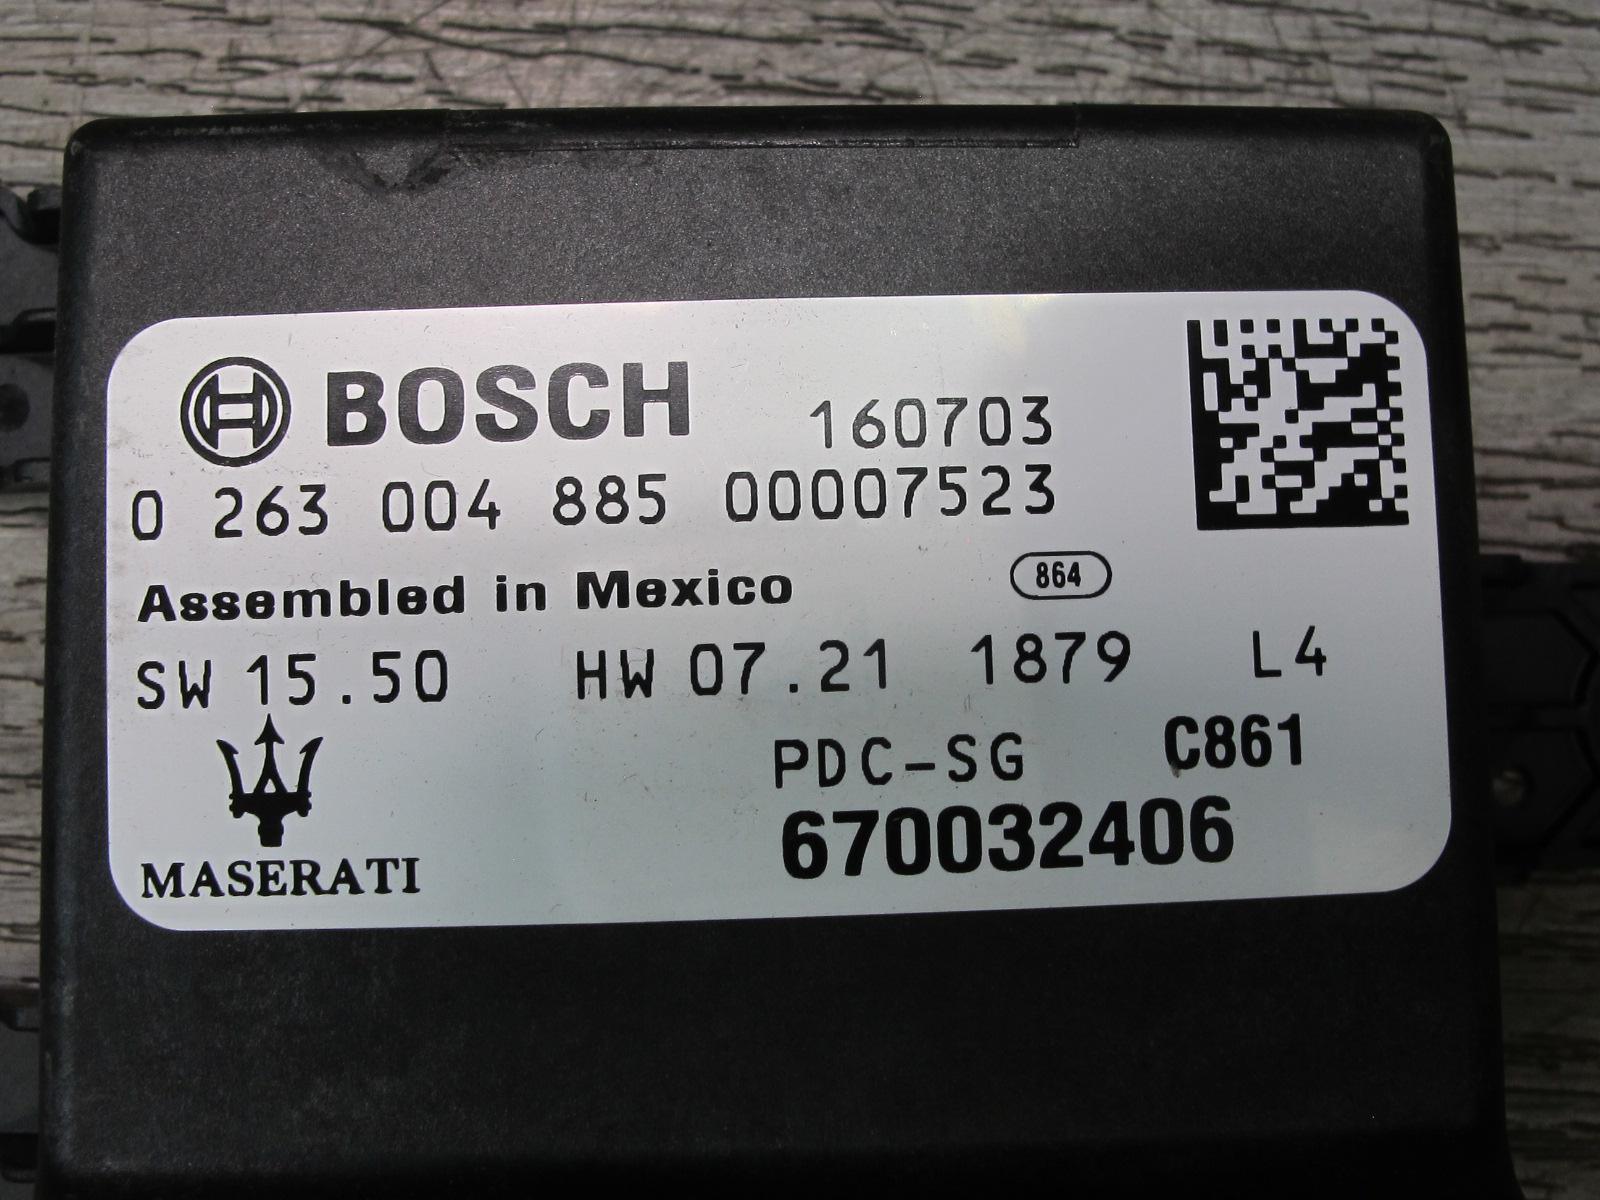 BOSCH 160703
0 263 004 885 00007523
Assembled in Mexico 864
SW 15.50 HW 07.21 1879 L4
PDC-SG C861
MASERATI 670032406